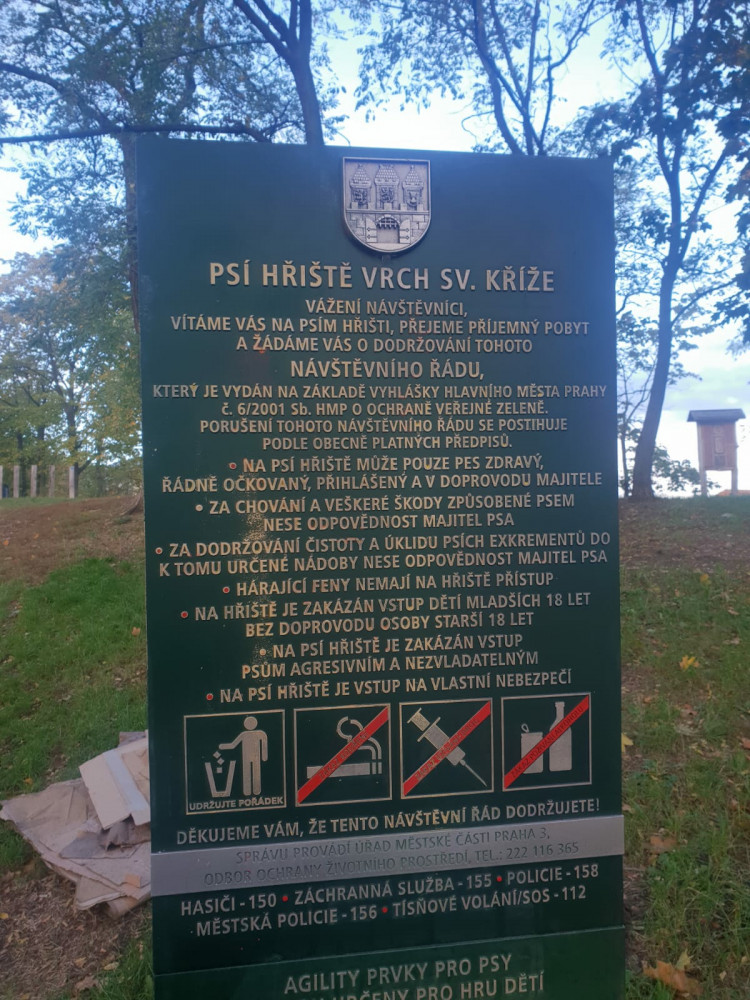 PSÍ HŘIŠTĚ VRCH SV. KŘÍŽE
VÁŽENÍ NÁVŠTĚVNÍCI,
VÍTÁME VÁS NA PSÍM HŘIŠTI, PŘEJEME PŘÍJEMNÝ POBYT
A ŽÁDÁME VÁS O DODRŽOVÁNÍ TOHOTO
NÁVŠTĚVNÍHO ŘÁDU,
KTERÝ JE VYDÁN NA ZÁKLADĚ VYHLÁŠKY HLAVNÍHO MĚSTA PRAHY
č. 6/2001 Sb. HMP O OCHRANĚ VEŘEJNÉ ZELENĚ.
PORUŠENÍ TOHOTO NÁVŠTĚVNÍHO ŘÁDU SE POSTIHUJE
PODLE OBECNĚ PLATNÝCH PŘEDPISŮ.
• NA PSÍ HŘIŠTĚ MŮŽE POUZE PES ZDRAVÝ,
ŘÁDNĚ OČKOVANÝ, PŘIHLÁŠENÝ A V DOPROVODU MAJITELE
• ZA CHOVÁNÍ A VEŠKERÉ ŠKODY ZPŮSOBENÉ PSEM
NESE ODPOVĚDNOST MAJITEL PSA
• ZA DODRŽOVÁNÍ ČISTOTY A ÚKLIDU PSÍCH EXKREMENTŮ DO
K TOMU URČENÉ NÁDOBY NESE ODPOVĚDNOST MAJITEL PSA
• HÁRAJÍCÍ FENY NEMAJÍ NA HŘIŠTĚ PŘÍSTUP
• NA HŘIŠTĚ JE ZAKÁZÁN VSTUP DĚTÍ MLADŠÍCH 18 LET
BEZ DOPROVODU OSOBY STARŠÍ 18 LET
• NA PSÍ HŘIŠTĚ JE ZAKÁZÁN VSTUP
PSŮM AGRESIVNÍM A NEZVLADATELNÝM
• NA PSÍ HŘIŠTĚ JE VSTUP NA VLASTNÍ NEBEZPEČÍ
UDRŽUJTE POŘÁDEK
DĚKUJEME VÁM, ŽE TENTO NÁVŠTĚVNÍ ŘÁD DODRŽUJETE!
SPRÁVU PROVÁDÍ ÚŘAD MĚSTSKÉ ČÁSTI PRAHA 3,
ODBOR OCHRANY ŽIVOTNÍHO PROSTŘEDÍ, TEL.: 222 116 365
HASIČI - 150 • ZÁCHRANNÁ SLUŽBA - 155 • POLICIE - 158
MĚSTSKÁ POLICIE - 156 • TÍSŇOVÉ VOLÁNÍ/SOS - 112
AGILITY PRVKY PRO PSY
URČENY PRO HRU DĚTÍ